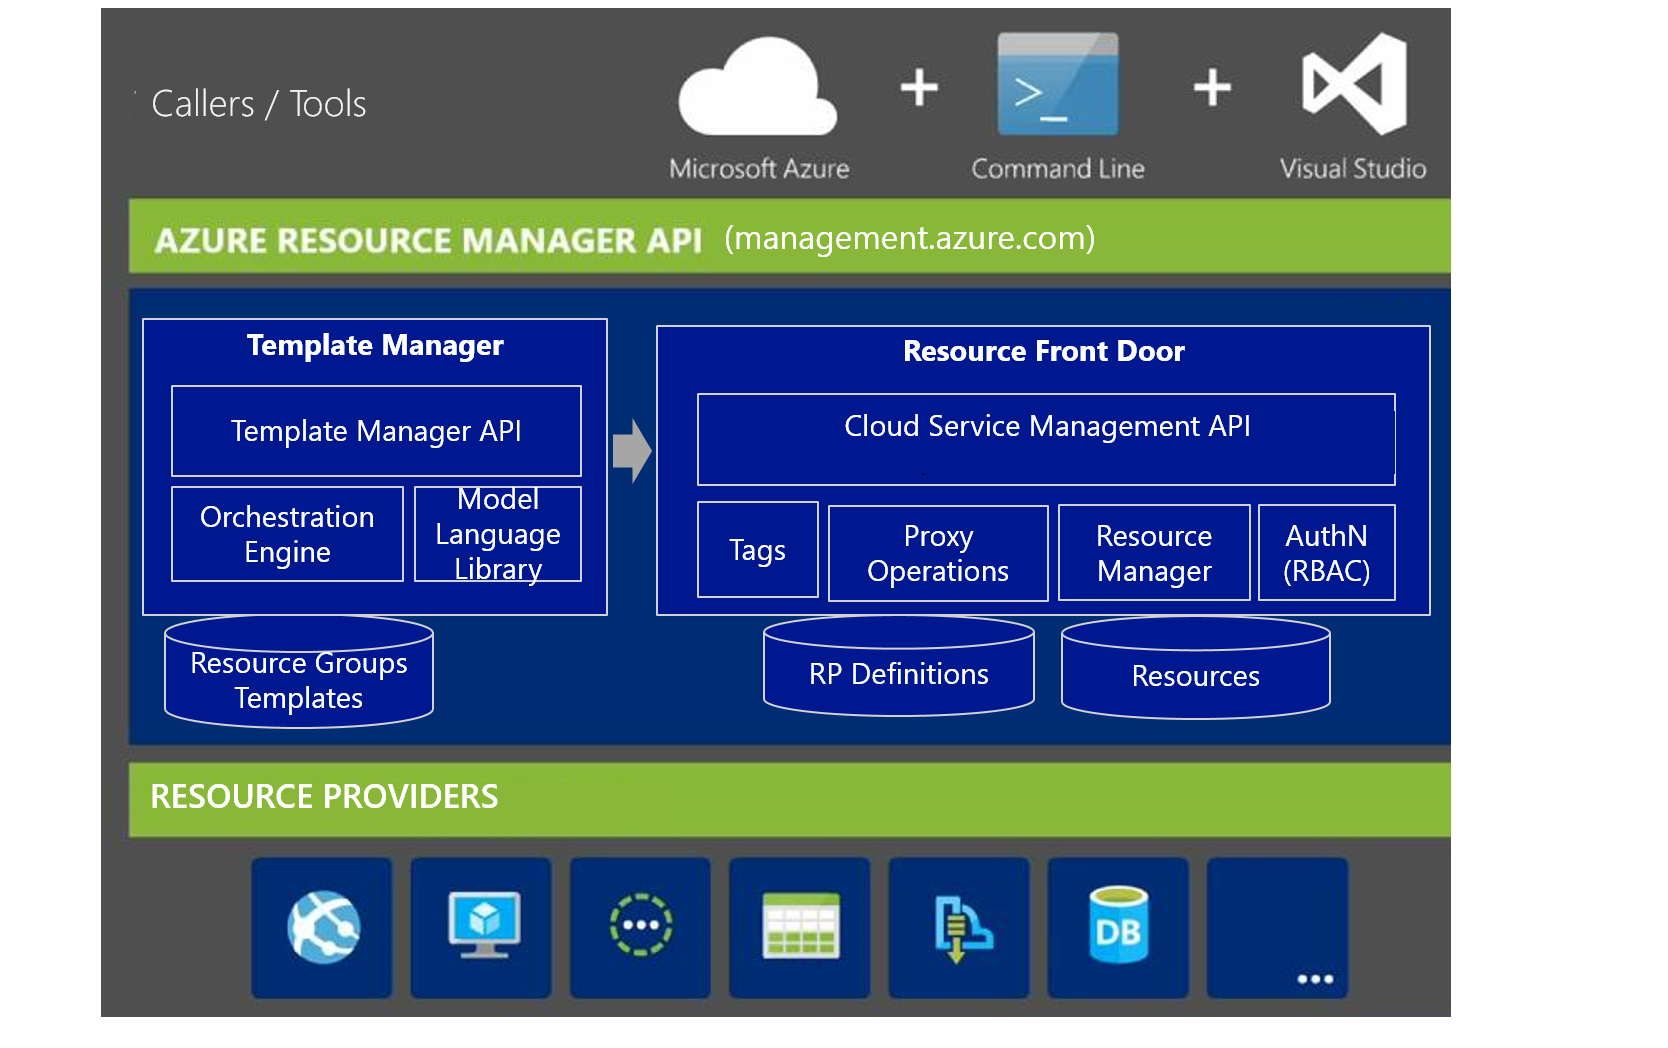 Callers / Tools
Microsoft Azure
Command Line
Visual Studio
AZURE RESOURCE MANAGER API (management.azure.com)
Template Manager
Template Manager API
Orchestration
Engine
Model
Language
Library
Resource Groups
Templates
Resource Front Door
Cloud Service Management API
Tags
Proxy
Operations
Resource
Manager
AuthN
(RBAC)
RP Definitions
Resources
RESOURCE PROVIDERS
DB
...